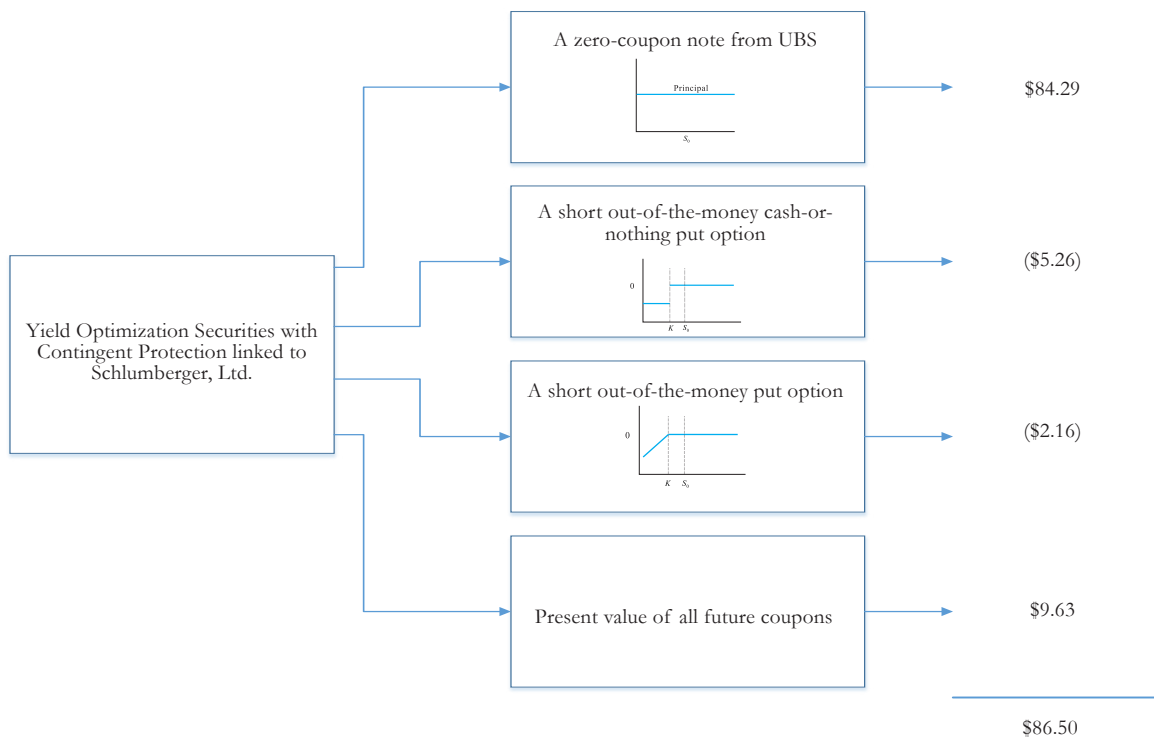 A zero-coupon note from UBS
Principal
S₀
$84.29
A short out-of-the-money cash-or-
nothing put option
0
K
S₀
($5.26)
Yield Optimization Securities with
Contingent Protection linked to
Schlumberger, Ltd.
A short out-of-the-money put option
0
K
S₀
($2.16)
Present value of all future coupons
$9.63
$86.50